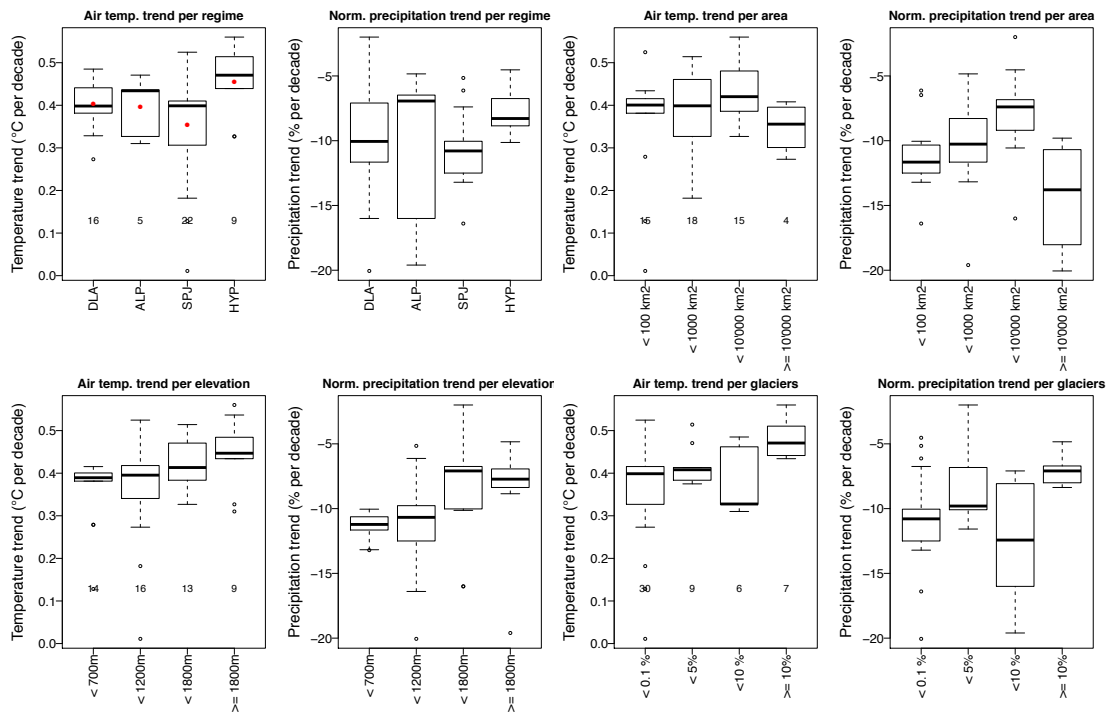 Air temp. trend per regime
Temperature trend (°C per decade)
0.5
0.4
0.3
0.2
0.1
0.0
16
5
22
9
DLA
ALP
SPJ
HYP
Norm. precipitation trend per regime
Precipitation trend (% per decade)
−5
−10
−15
−20
DLA
ALP
SPJ
HYP
Air temp. trend per area
Temperature trend (°C per decade)
0.5
0.4
0.3
0.2
0.1
0.0
15
18
15
4
< 100 km2
< 1000 km2
< 10'000 km2
>= 10'000 km2
Norm. precipitation trend per area
Precipitation trend (% per decade)
−5
−10
−15
−20
< 100 km2
< 1000 km2
< 10'000 km2
>= 10'000 km2
Air temp. trend per elevation
Temperature trend (°C per decade)
0.5
0.4
0.3
0.2
0.1
0.0
14
16
13
9
< 700m
< 1200m
< 1800m
>= 1800m
Norm. precipitation trend per elevation
Precipitation trend (% per decade)
−5
−10
−15
−20
< 700m
< 1200m
< 1800m
>= 1800m
Air temp. trend per glaciers
Temperature trend (°C per decade)
0.5
0.4
0.3
0.2
0.1
0.0
30
9
6
7
< 0.1 %
< 5%
<10 %
>= 10%
Norm. precipitation trend per glaciers
Precipitation trend (% per decade)
−5
−10
−15
−20
< 0.1 %
< 5%
<10 %
>= 10%